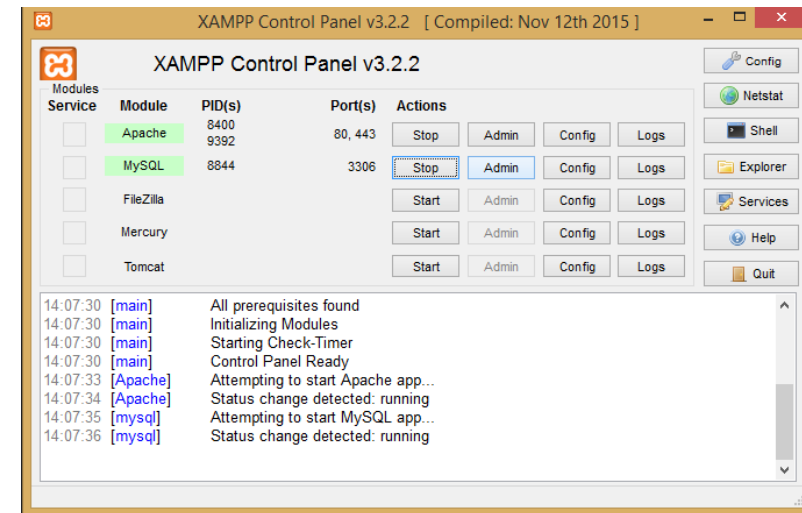 XAMPP Control Panel v3.2.2 [ Compiled: Nov 12th 2015 ]
XAMPP Control Panel v3.2.2
Config
Modules
Service Module PID(s) Port(s) Actions
Netstat
Apache 8400 9392 80, 443 Stop Admin Config Logs
Shell
MySQL 8844 3306 Stop Admin Config Logs
Explorer
FileZilla Start Admin Config Logs
Services
Mercury Start Admin Config Logs
Help
Tomcat Start Admin Config Logs
Quit
14:07:30 [main] All prerequisites found
14:07:30 [main] Initializing Modules
14:07:30 [main] Starting Check-Timer
14:07:30 [main] Control Panel Ready
14:07:33 [Apache] Attempting to start Apache app...
14:07:34 [Apache] Status change detected: running
14:07:35 [mysql] Attempting to start MySQL app...
14:07:36 [mysql] Status change detected: running